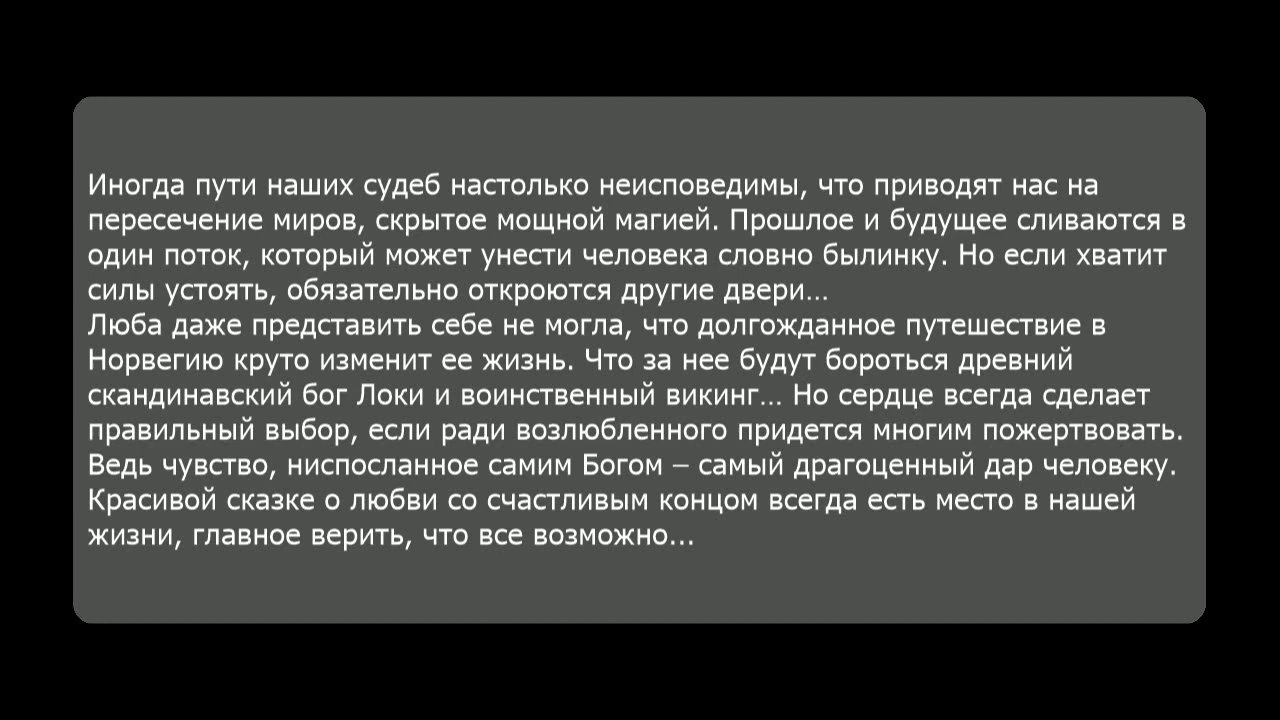 Иногда пути наших судеб настолько неисповедимы, что приводят нас на
пересечение миров, скрытое мощной магией. Прошлое и будущее сливаются в
один поток, который может унести человека словно былинку. Но если хватит
силы устоять, обязательно откроются другие двери…
Люба даже представить себе не могла, что долгожданное путешествие в
Норвегию круто изменит ее жизнь. Что за нее будут бороться древний
скандинавский бог Локи и воинственный викинг… Но сердце всегда сделает
правильный выбор, если ради возлюбленного придется многим пожертвовать.
Ведь чувство, ниспосланное самим Богом – самый драгоценный дар человеку.
Красивой сказке о любви со счастливым концом всегда есть место в нашей
жизни, главное верить, что все возможно...